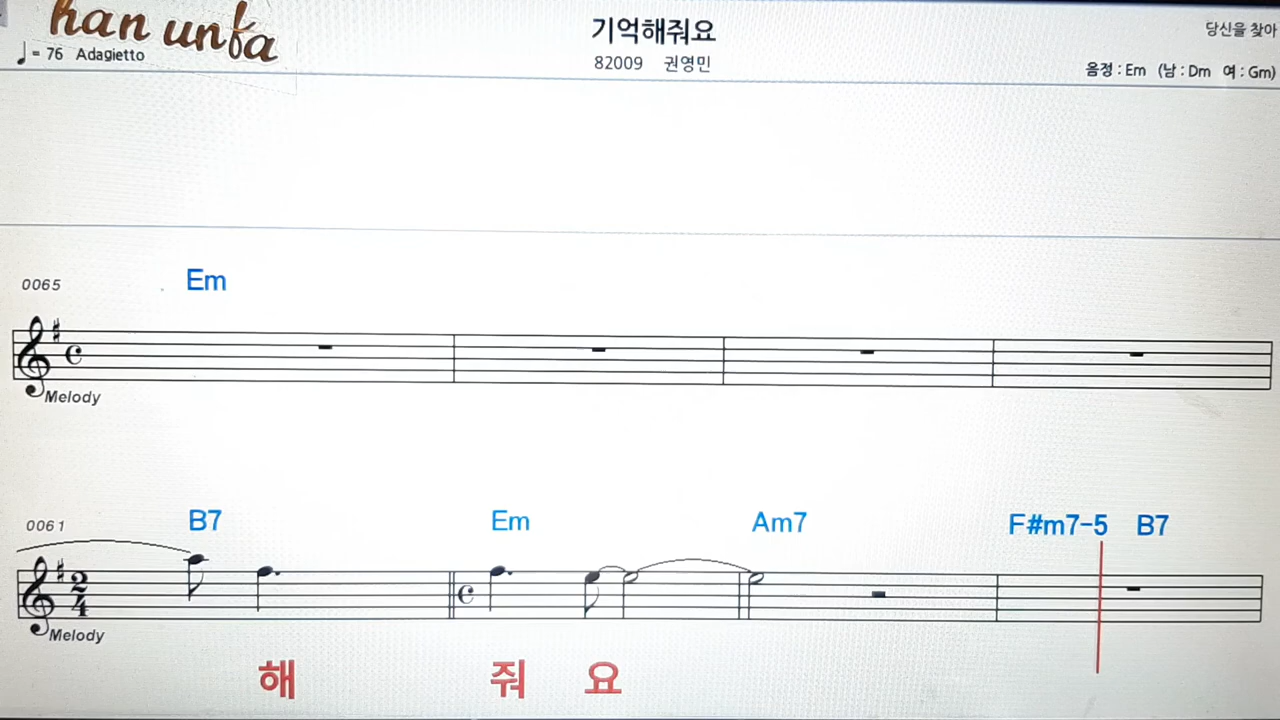 han unfa
기억해줘요
당신을 찾아
♩= 76 Adagietto
82009 권영민
음정 : Em (남 : Dm 여 : Gm)
0065 Em
Melody
0061 B7 Em Am7 F#m7-5 B7
2
4
Melody
해 줘 요